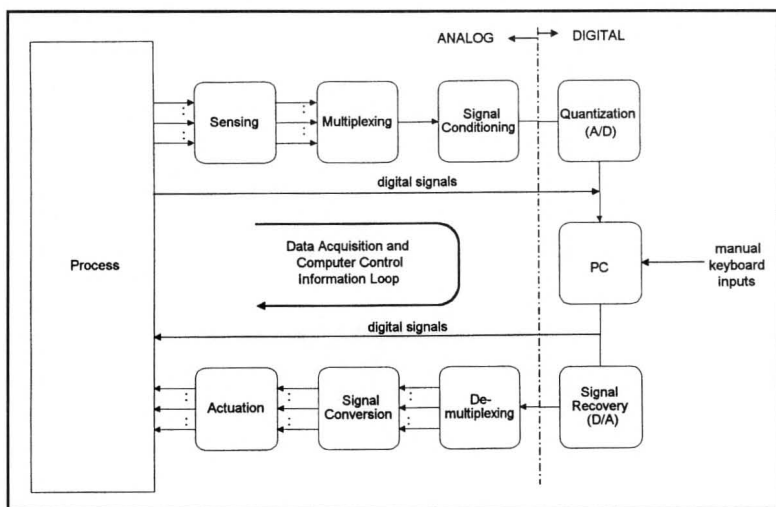 ANALOG
DIGITAL
Sensing
Multiplexing
Signal
Conditioning
Quantization
(A/D)
digital signals
Process
Data Acquisition and
Computer Control
Information Loop
PC
manual
keyboard
inputs
digital signals
Actuation
Signal
Conversion
De-
multiplexing
Signal
Recovery
(D/A)